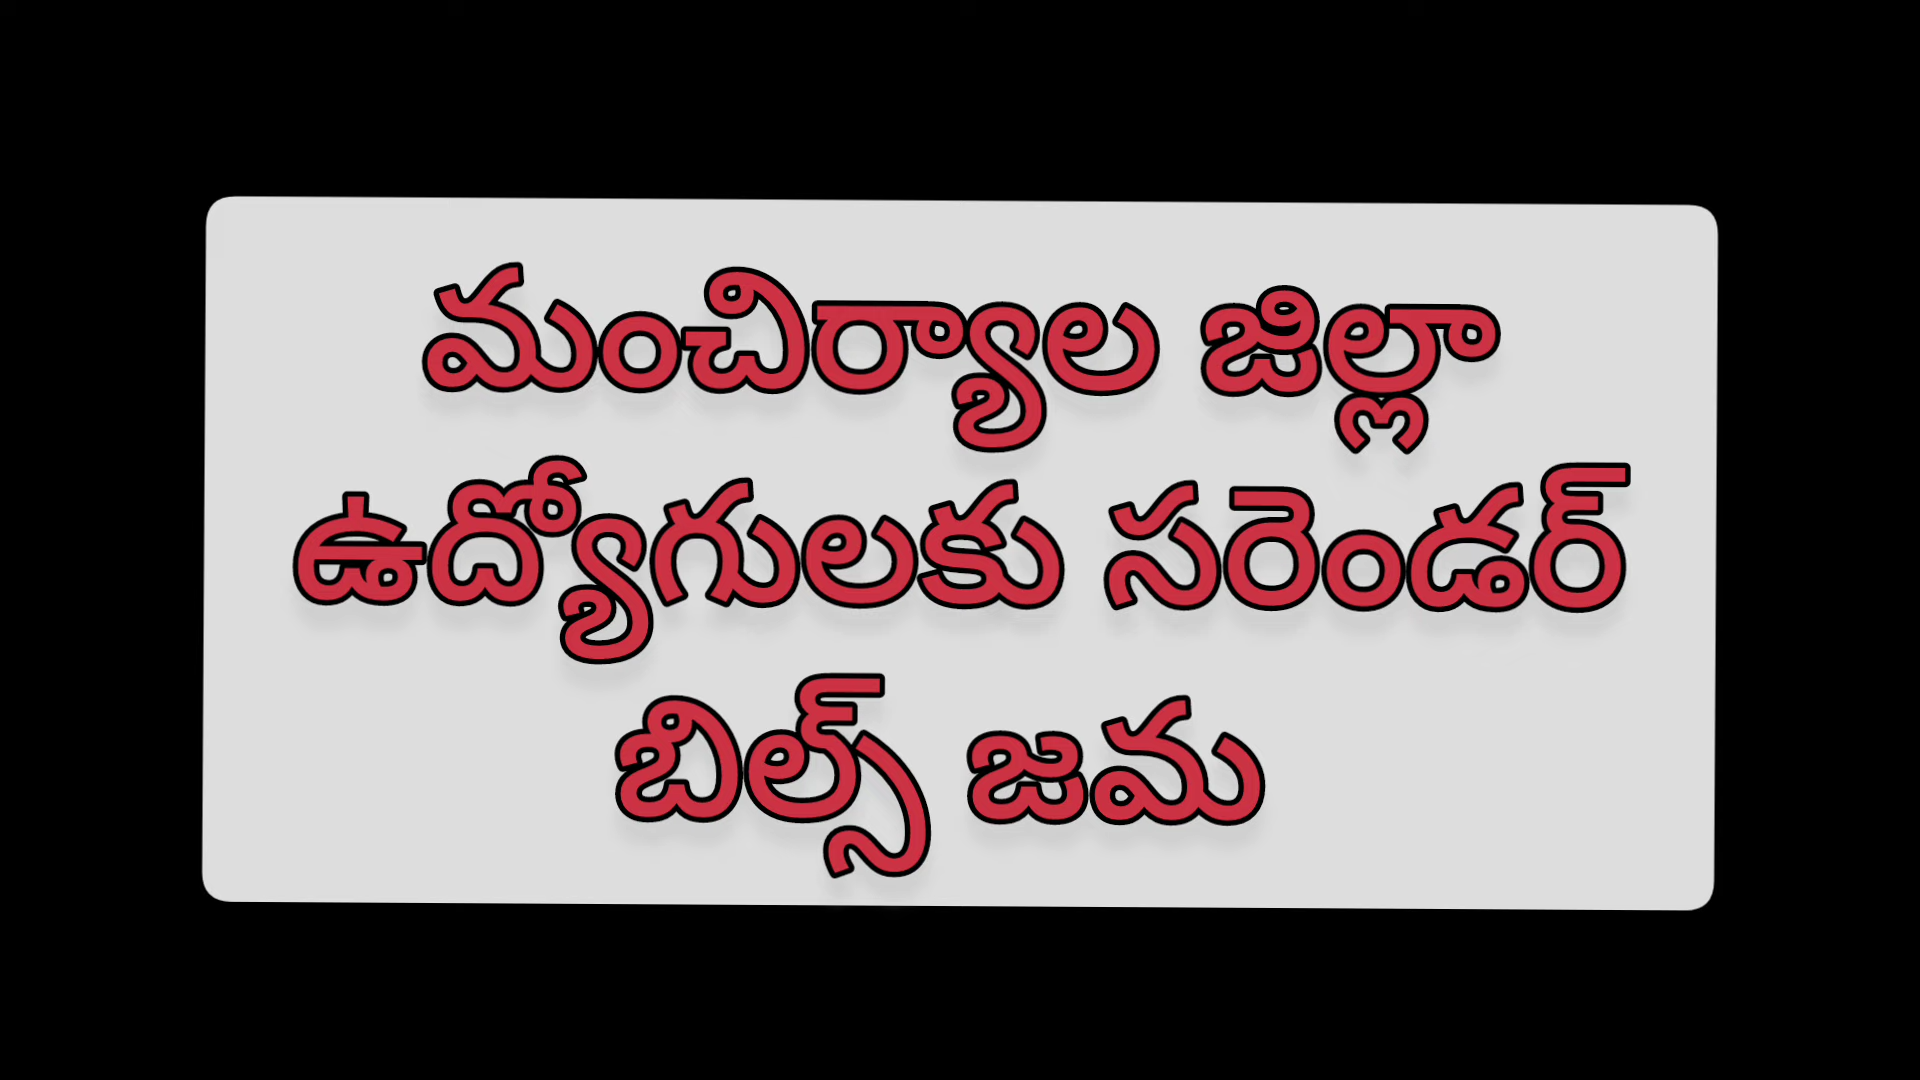 మంచిర్యాల జిల్లా
ఉద్యోగులకు సరెండర్
బిల్స్ జమ